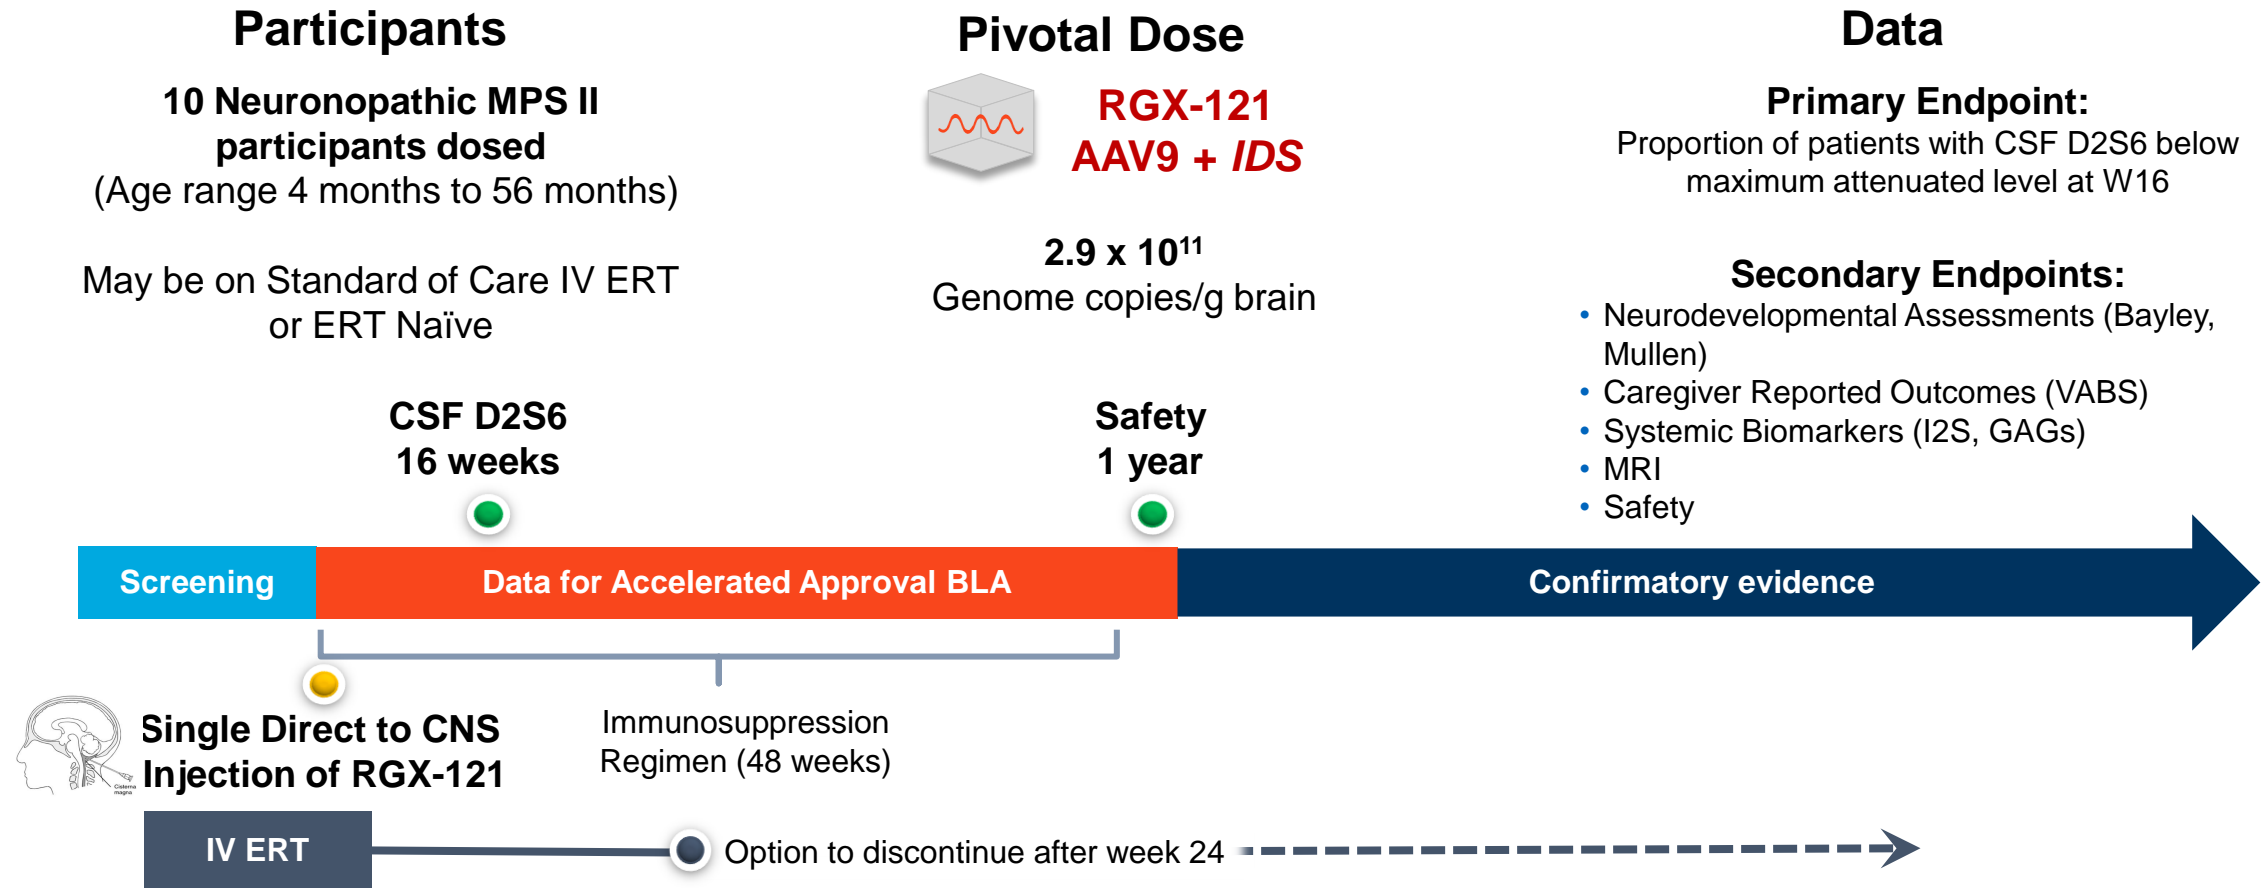 Participants
10 Neuronopathic MPS II
participants dosed
(Age range 4 months to 56 months)
May be on Standard of Care IV ERT
or ERT Naïve
Pivotal Dose
RGX-121
AAV9 + IDS
2.9 x 10¹¹
Genome copies/g brain
Data
Primary Endpoint:
Proportion of patients with CSF D2S6 below
maximum attenuated level at W16
Secondary Endpoints:
• Neurodevelopmental Assessments (Bayley,
Mullen)
• Caregiver Reported Outcomes (VABS)
• Systemic Biomarkers (I2S, GAGs)
• MRI
• Safety
CSF D2S6
16 weeks
Safety
1 year
Screening
Data for Accelerated Approval BLA
Confirmatory evidence
Single Direct to CNS
Injection of RGX-121
Cisterna
magna
Immunosuppression
Regimen (48 weeks)
IV ERT
Option to discontinue after week 24